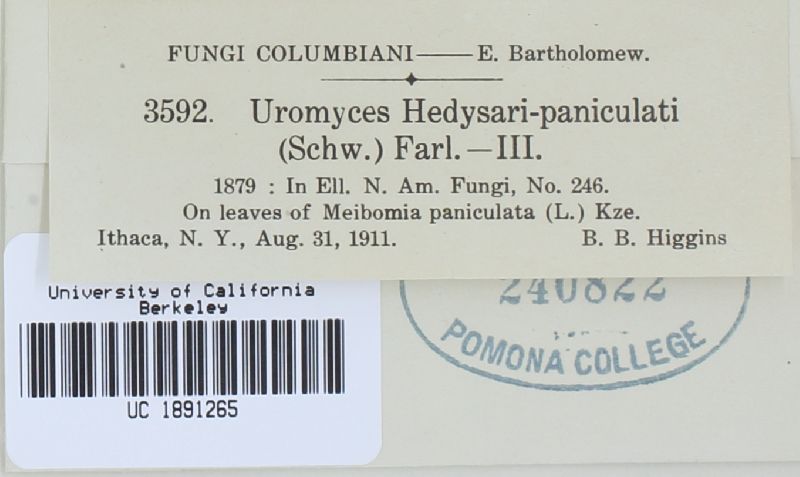 FUNGI COLUMBIANI—E. Bartholomew.
3592. Uromyces Hedysari-paniculati
(Schw.) Farl.—III.
1879 : In Ell. N. Am. Fungi, No. 246.
On leaves of Meibomia paniculata (L.) Kze.
Ithaca, N. Y., Aug. 31, 1911. B. B. Higgins
University of California
Berkeley
UC 1891265
240822
POMONA COLLEGE